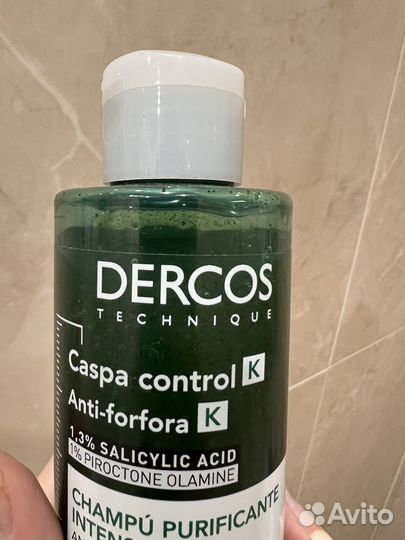 DERCOS
TECHNIQUE
Caspa control K
Anti-forfora K
1,3% SALICYLIC ACID
1% PIROCTONE OLAMINE
CHAMPÚ PURIFICANTE
Avito